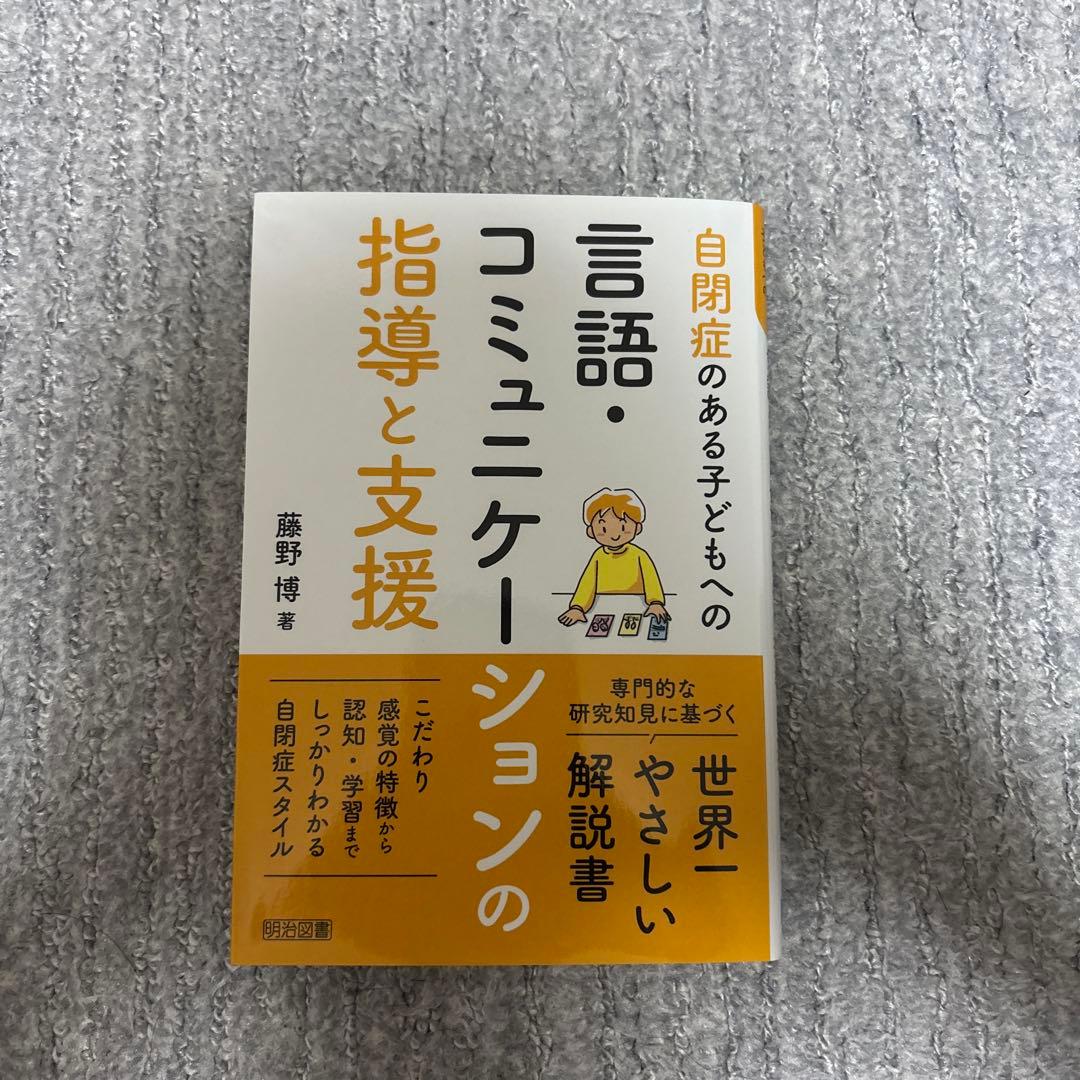 自閉症のある子どもへの
言語・
コミュニケーションの
指導と支援
藤野 博 著
専門的な
研究知見に基づく
世界一
やさしい
解説書
こだわり
感覚の特徴から
認知・学習まで
しっかりわかる
自閉症スタイル
明治図書